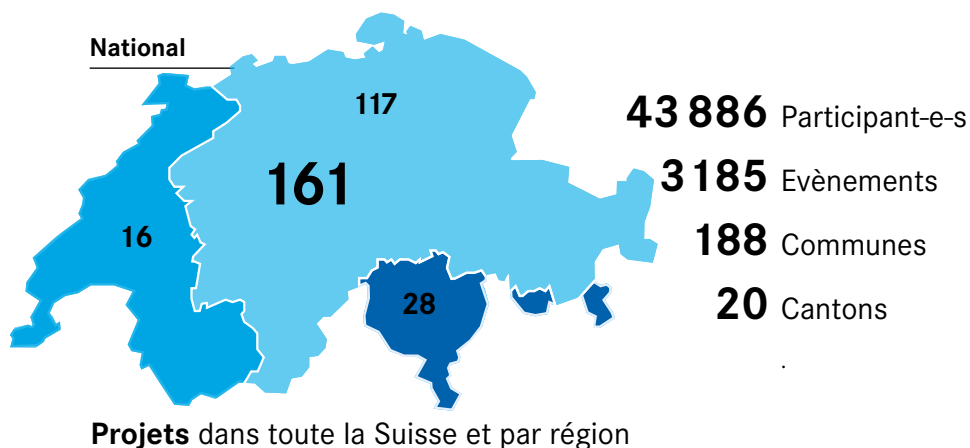 National
117
161
16
28
43 886 Participant-e-s
3 185 Evènements
188 Communes
20 Cantons
.
Projets dans toute la Suisse et par région